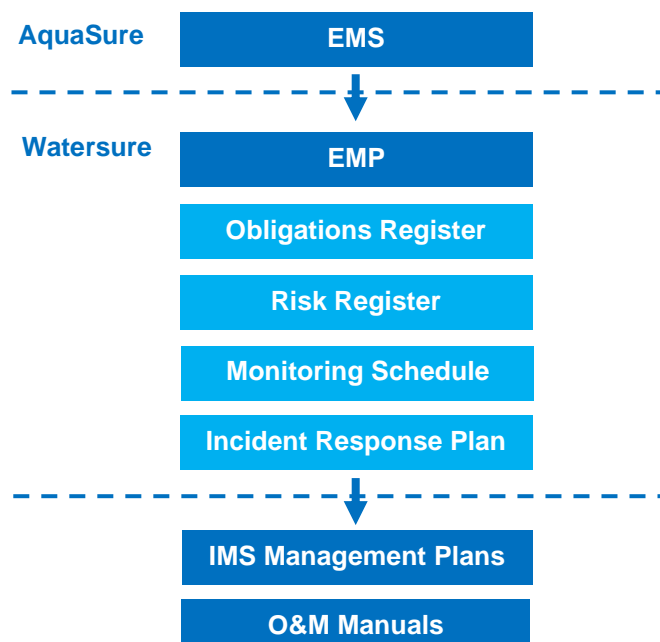 AquaSure
EMS
Watersure
EMP
Obligations Register
Risk Register
Monitoring Schedule
Incident Response Plan
IMS Management Plans
O&M Manuals